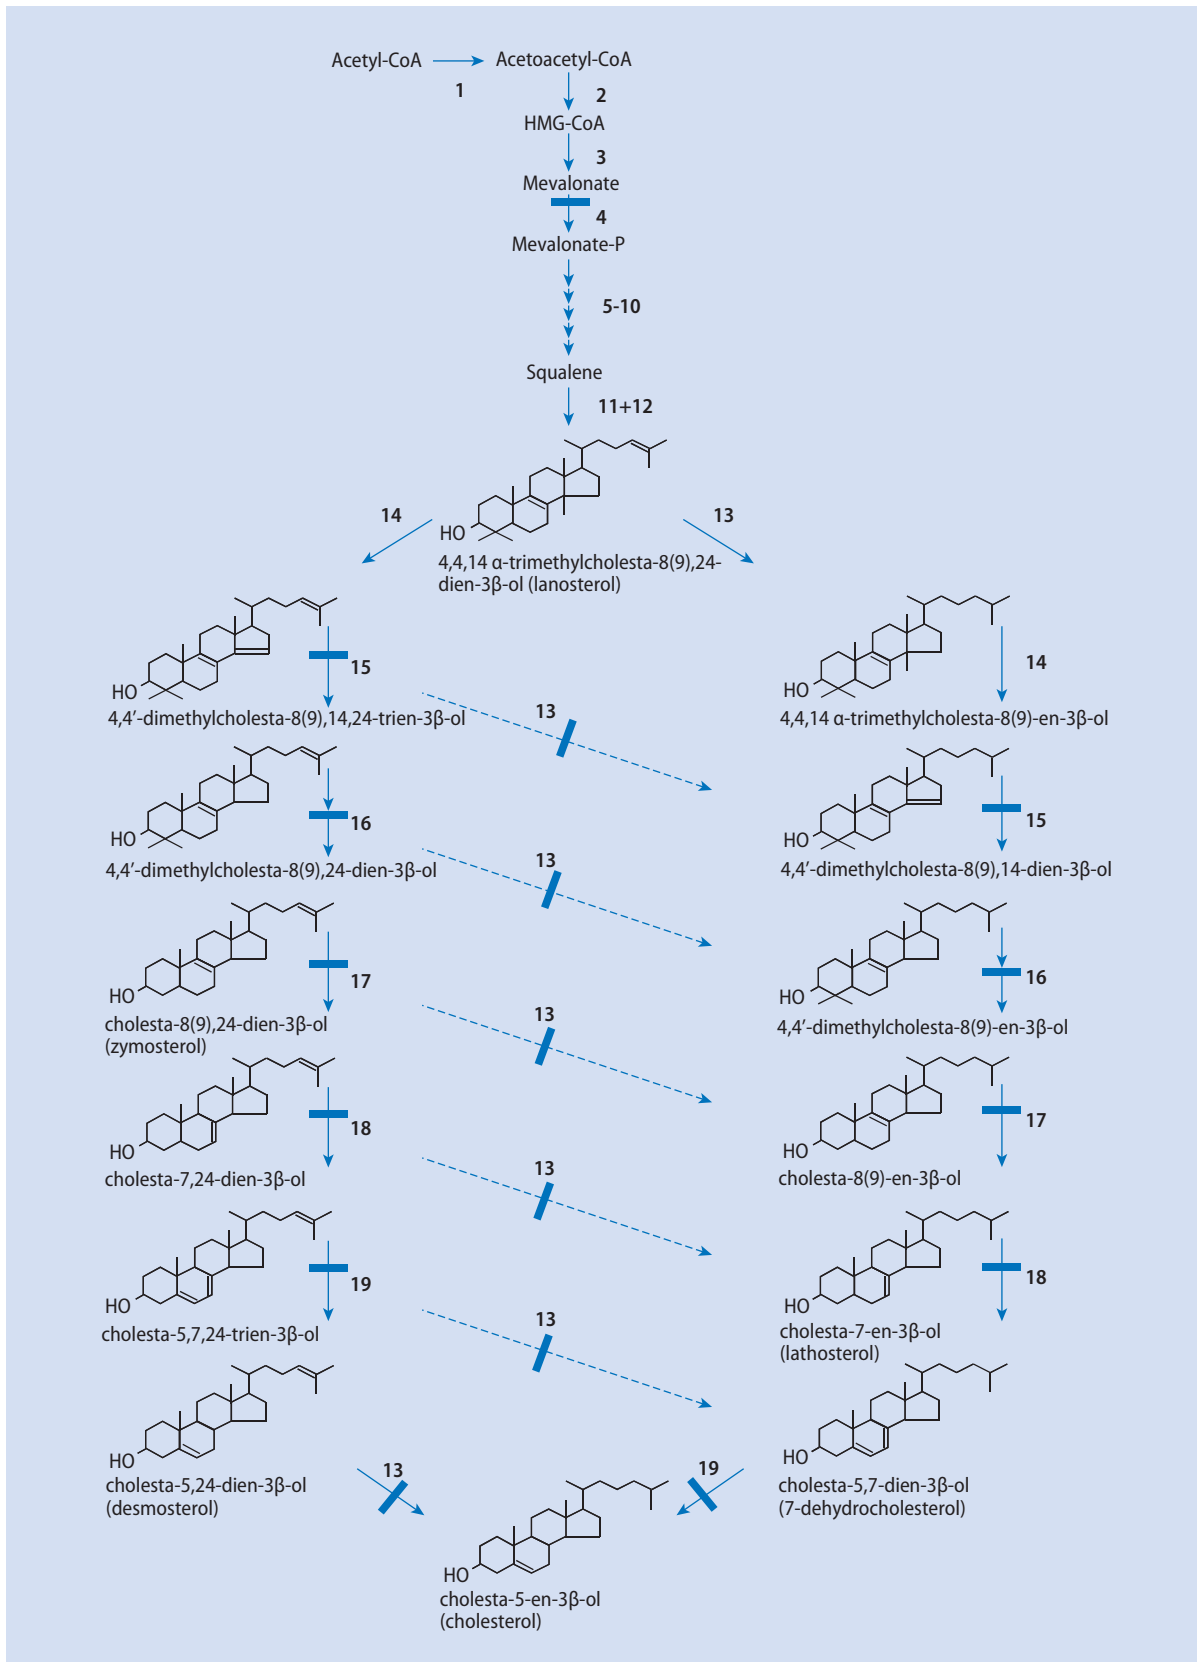 Acetyl-CoA
1
Acetoacetyl-CoA
2
HMG-CoA
3
Mevalonate
4
Mevalonate-P
5-10
Squalene
11+12
HO
4,4,14 α-trimethylcholesta-8(9),24-
dien-3β-ol (lanosterol)
14
13
HO
4,4′-dimethylcholesta-8(9),14,24-trien-3β-ol
15
13
HO
4,4,14 α-trimethylcholesta-8(9)-en-3β-ol
14
HO
4,4′-dimethylcholesta-8(9),24-dien-3β-ol
16
13
HO
4,4′-dimethylcholesta-8(9),14-dien-3β-ol
15
HO
cholesta-8(9),24-dien-3β-ol
(zymosterol)
17
13
HO
4,4′-dimethylcholesta-8(9)-en-3β-ol
16
HO
cholesta-7,24-dien-3β-ol
18
13
HO
cholesta-8(9)-en-3β-ol
17
HO
cholesta-5,7,24-trien-3β-ol
19
13
HO
cholesta-7-en-3β-ol
(lathosterol)
18
HO
cholesta-5,24-dien-3β-ol
(desmosterol)
13
19
HO
cholesta-5,7-dien-3β-ol
(7-dehydrocholesterol)
HO
cholesta-5-en-3β-ol
(cholesterol)